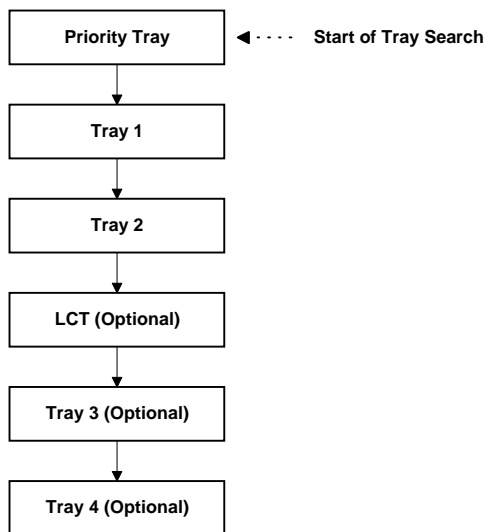 Priority Tray
Start of Tray Search
Tray 1
Tray 2
LCT (Optional)
Tray 3 (Optional)
Tray 4 (Optional)